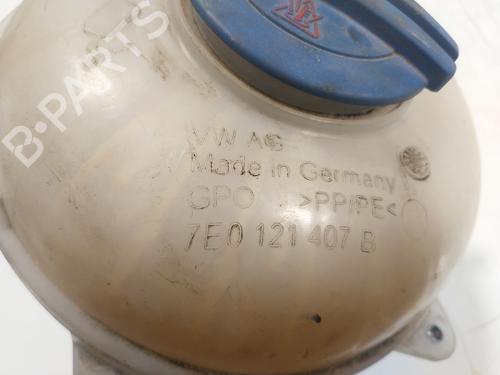 B-PARTS
VW AG
Made in Germany
GPO >PP/PE<
7E0 121 407 B